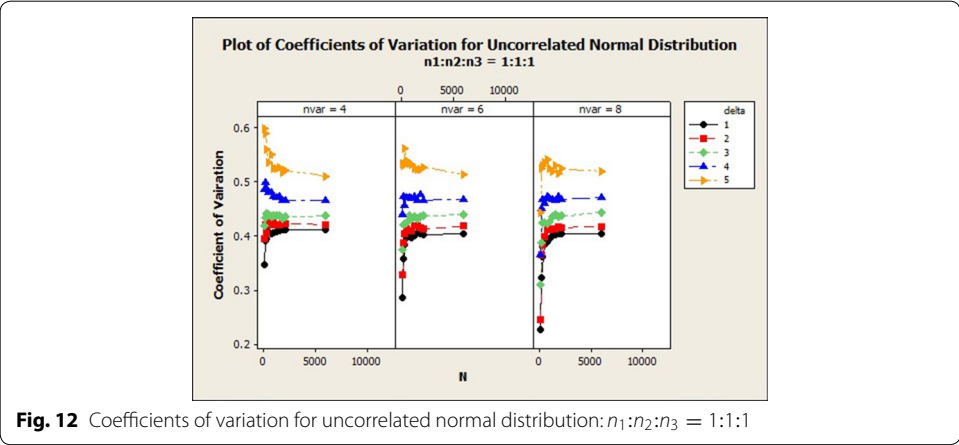 Plot of Coefficients of Variation for Uncorrelated Normal Distribution
n1:n2:n3 = 1:1:1
0 5000 10000
nvar = 4 nvar = 6 nvar = 8
delta
1
2
3
4
5
0.6
0.5
0.4
0.3
0.2
Coefficient of Vairation
0 5000 10000 0 5000 10000
N
Fig. 12 Coefficients of variation for uncorrelated normal distribution: n₁:n₂:n₃ = 1:1:1